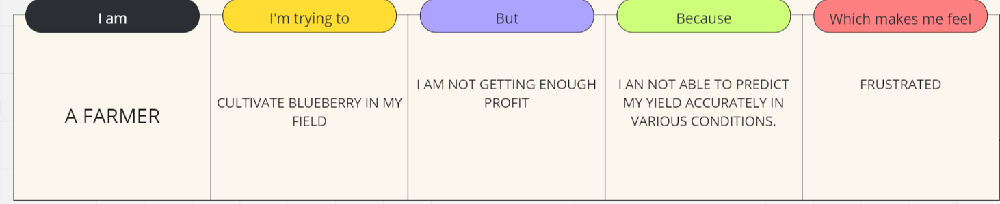 I am
I'm trying to
But
Because
Which makes me feel
A FARMER
CULTIVATE BLUEBERRY IN MY
FIELD
I AM NOT GETTING ENOUGH
PROFIT
I AN NOT ABLE TO PREDICT
MY YIELD ACCURATELY IN
VARIOUS CONDITIONS.
FRUSTRATED